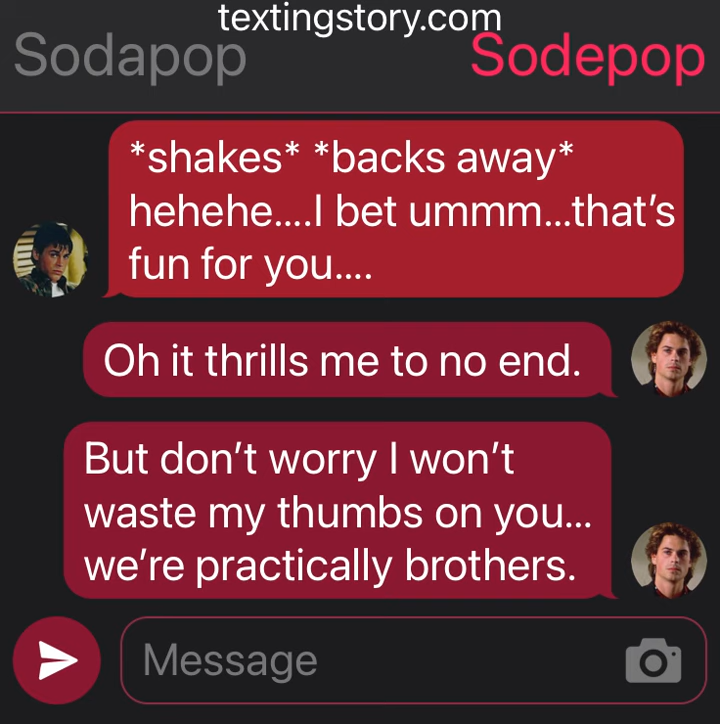 textingstory.com
Sodapop Sodepop
*shakes* *backs away*
hehehe....I bet ummm...that’s
fun for you....
Oh it thrills me to no end.
But don’t worry I won’t
waste my thumbs on you...
we’re practically brothers.
Message